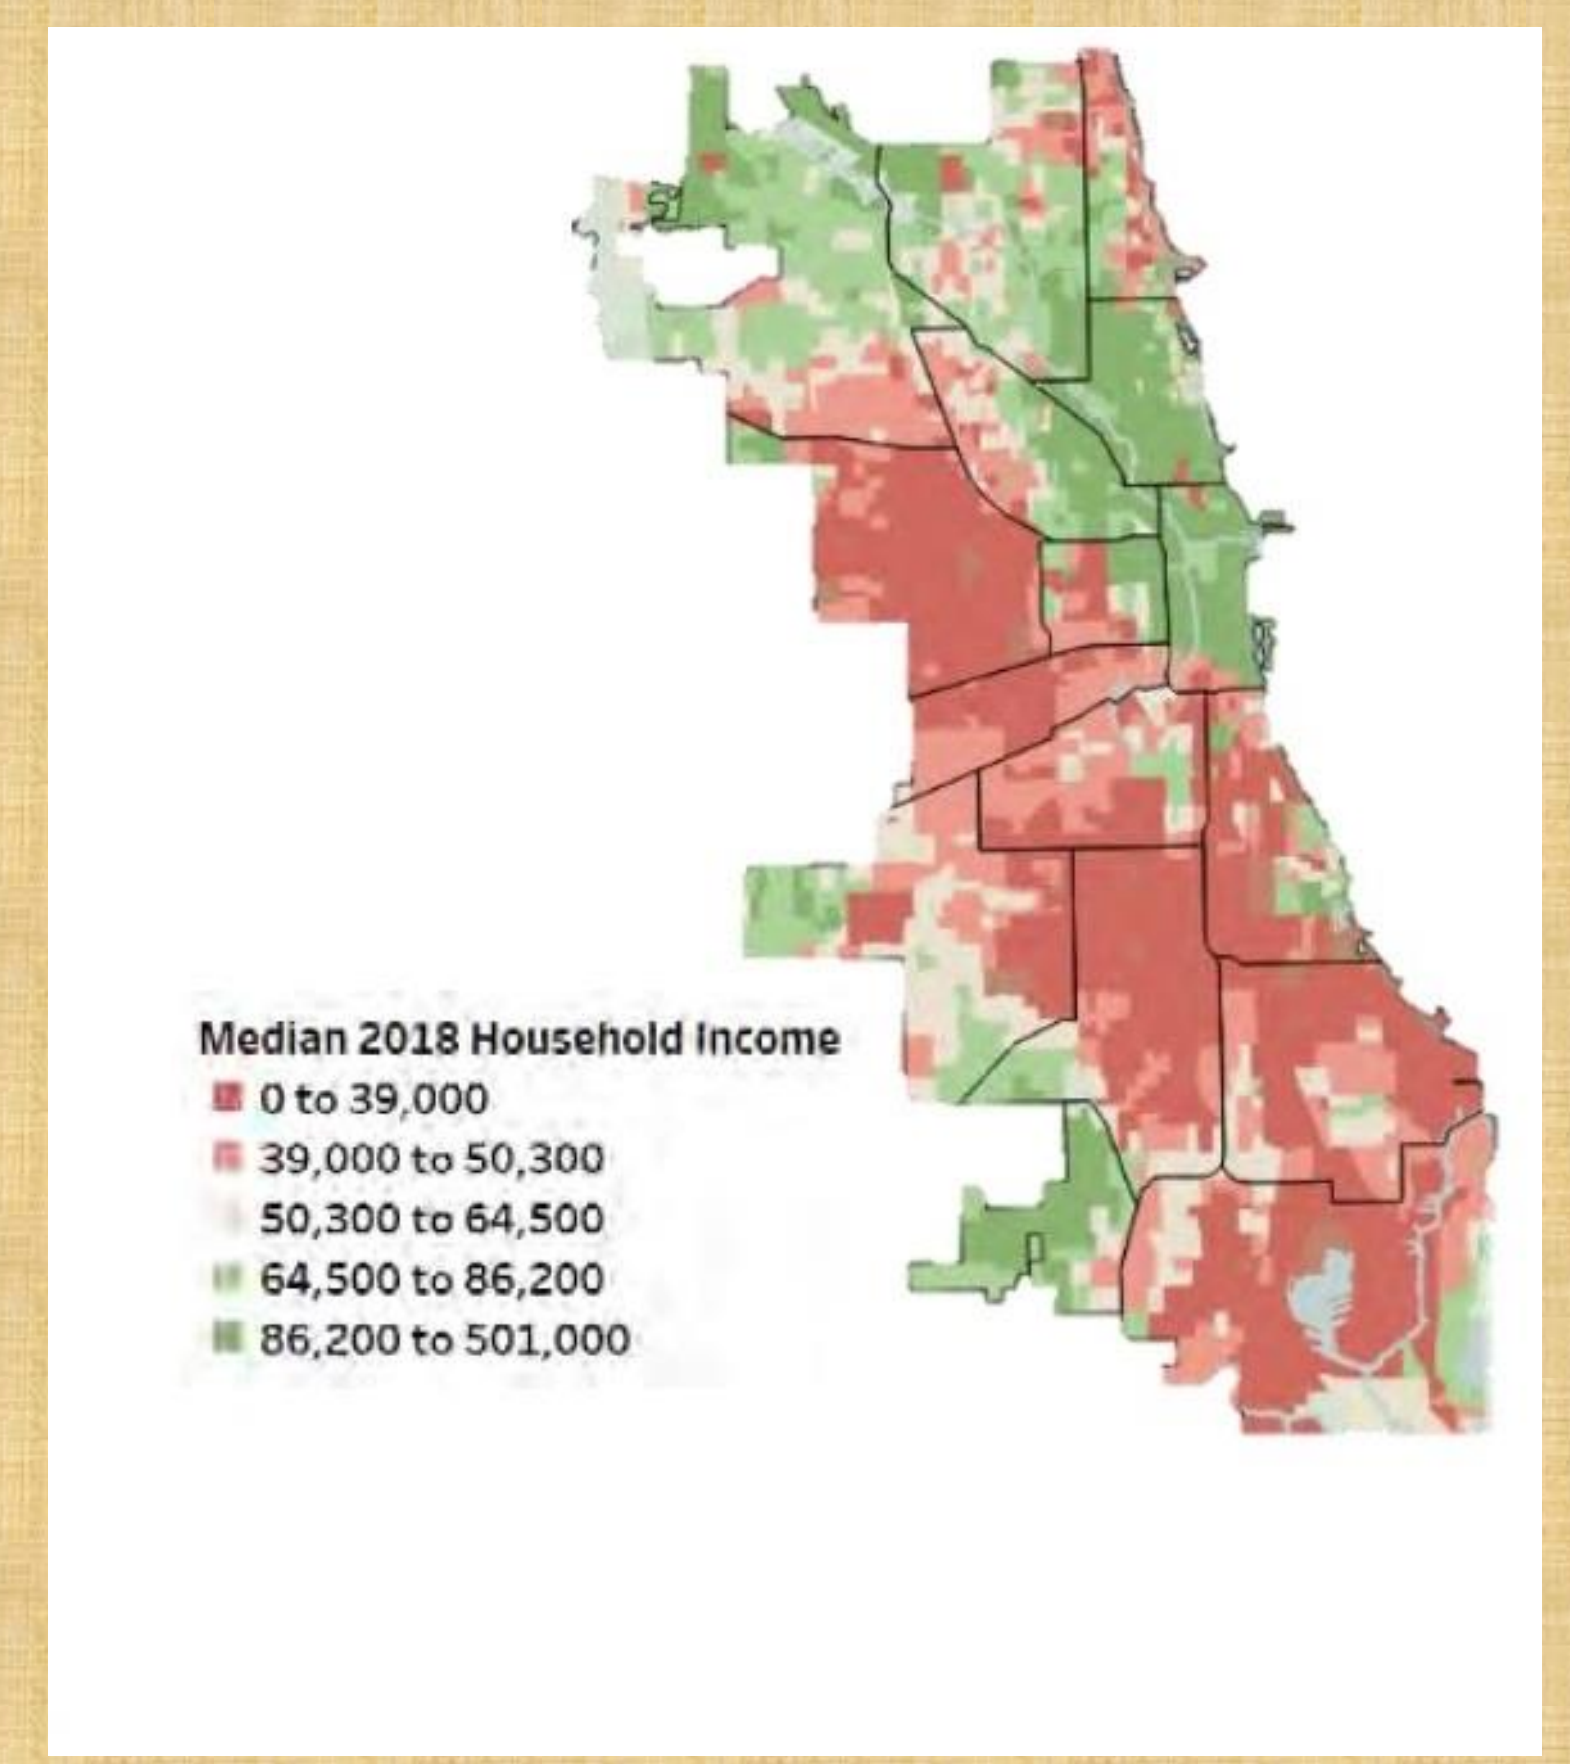 Median 2018 Household Income
0 to 39,000
39,000 to 50,300
50,300 to 64,500
64,500 to 86,200
86,200 to 501,000